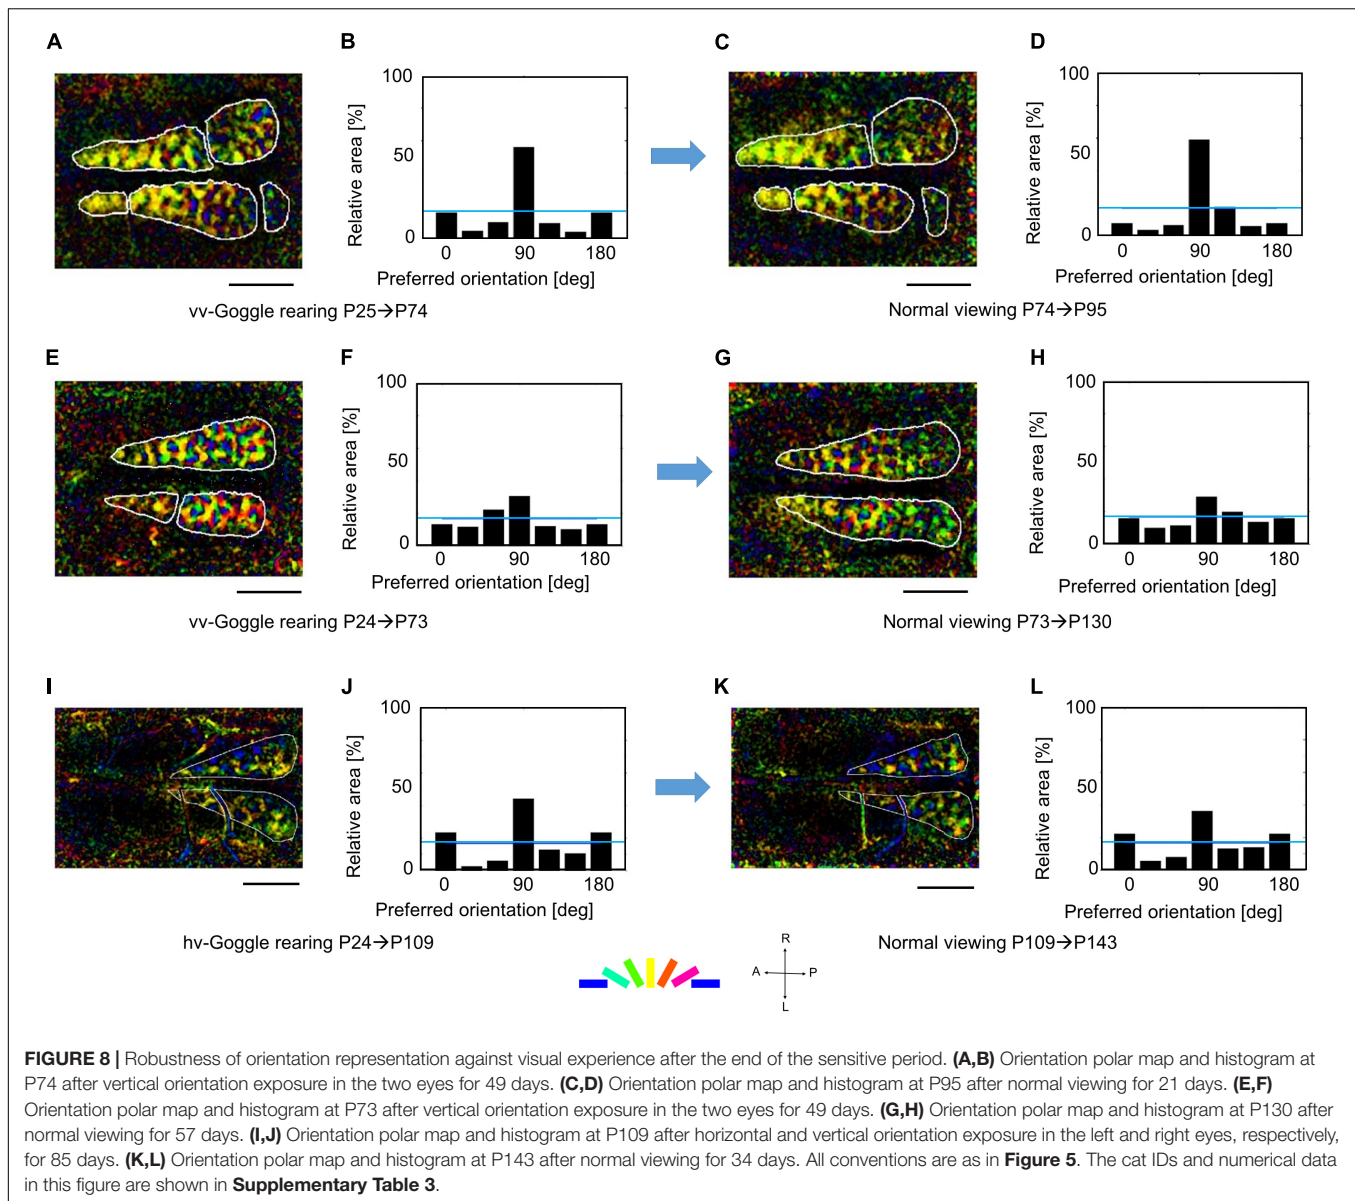 A
B
C
D
100
50
0
Relative area [%]
0 90 180
Preferred orientation [deg]
vv-Goggle rearing P25→P74
100
50
0
Relative area [%]
0 90 180
Preferred orientation [deg]
Normal viewing P74→P95
E
F
G
H
100
50
0
Relative area [%]
0 90 180
Preferred orientation [deg]
vv-Goggle rearing P24→P73
100
50
0
Relative area [%]
0 90 180
Preferred orientation [deg]
Normal viewing P73→P130
I
J
K
L
100
50
0
Relative area [%]
0 90 180
Preferred orientation [deg]
hv-Goggle rearing P24→P109
100
50
0
Relative area [%]
0 90 180
Preferred orientation [deg]
Normal viewing P109→P143
R
A P
L
FIGURE 8 | Robustness of orientation representation against visual experience after the end of the sensitive period. (A,B) Orientation polar map and histogram at
P74 after vertical orientation exposure in the two eyes for 49 days. (C,D) Orientation polar map and histogram at P95 after normal viewing for 21 days. (E,F)
Orientation polar map and histogram at P73 after vertical orientation exposure in the two eyes for 49 days. (G,H) Orientation polar map and histogram at P130 after
normal viewing for 57 days. (I,J) Orientation polar map and histogram at P109 after horizontal and vertical orientation exposure in the left and right eyes, respectively,
for 85 days. (K,L) Orientation polar map and histogram at P143 after normal viewing for 34 days. All conventions are as in Figure 5. The cat IDs and numerical data
in this figure are shown in Supplementary Table 3.